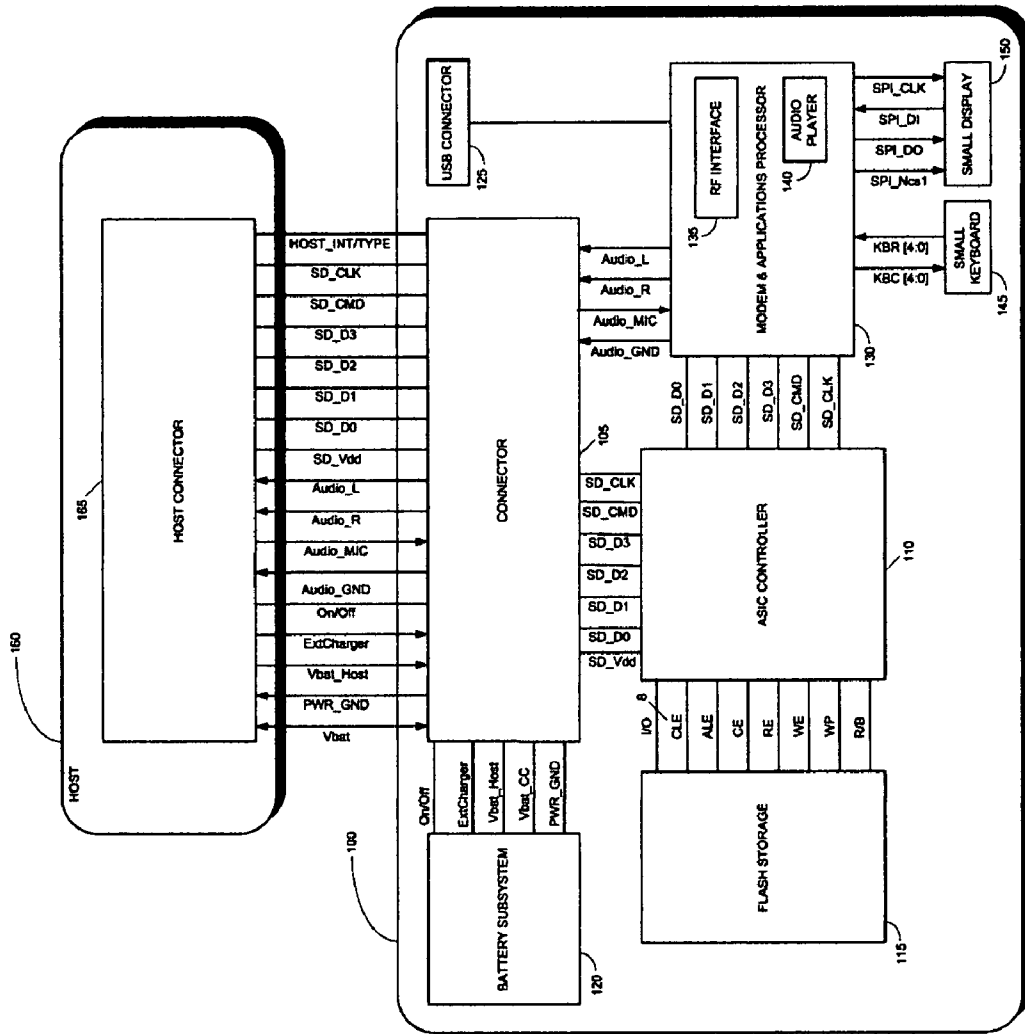 160
HOST
HOST CONNECTOR
165
HOST_INT/TYPE
SD_CLK
SD_CMD
SD_D3
SD_D2
SD_D1
SD_D0
SD_Vdd
Audio_L
Audio_R
Audio_MIC
Audio_GND
On/Off
ExtCharger
Vbst_Host
PWR_GND
Vbat
100
BATTERY SUBSYSTEM
120
On/Off
ExtCharger
Vbst_Host
Vbst_CC
PWR_GND
CONNECTOR
105
USB CONNECTOR
125
Audio_L
Audio_R
Audio_MIC
Audio_GND
SD_CLK
SD_CMD
SD_D3
SD_D2
SD_D1
SD_D0
SD_Vdd
FLASH STORAGE
115
I/O
8
CLE
ALE
CE
RE
WE
WP
R/B
ASIC CONTROLLER
110
SD_D0
SD_D1
SD_D2
SD_D3
SD_CMD
SD_CLK
MODEM & APPLICATIONS PROCESSOR
130
RF INTERFACE
135
AUDIO
PLAYER
140
KBR [4:0]
KBC [4:0]
SMALL
KEYBOARD
145
SPI_CLK
SPI_DI
SPI_DO
SPI_Ncs1
SMALL DISPLAY
150